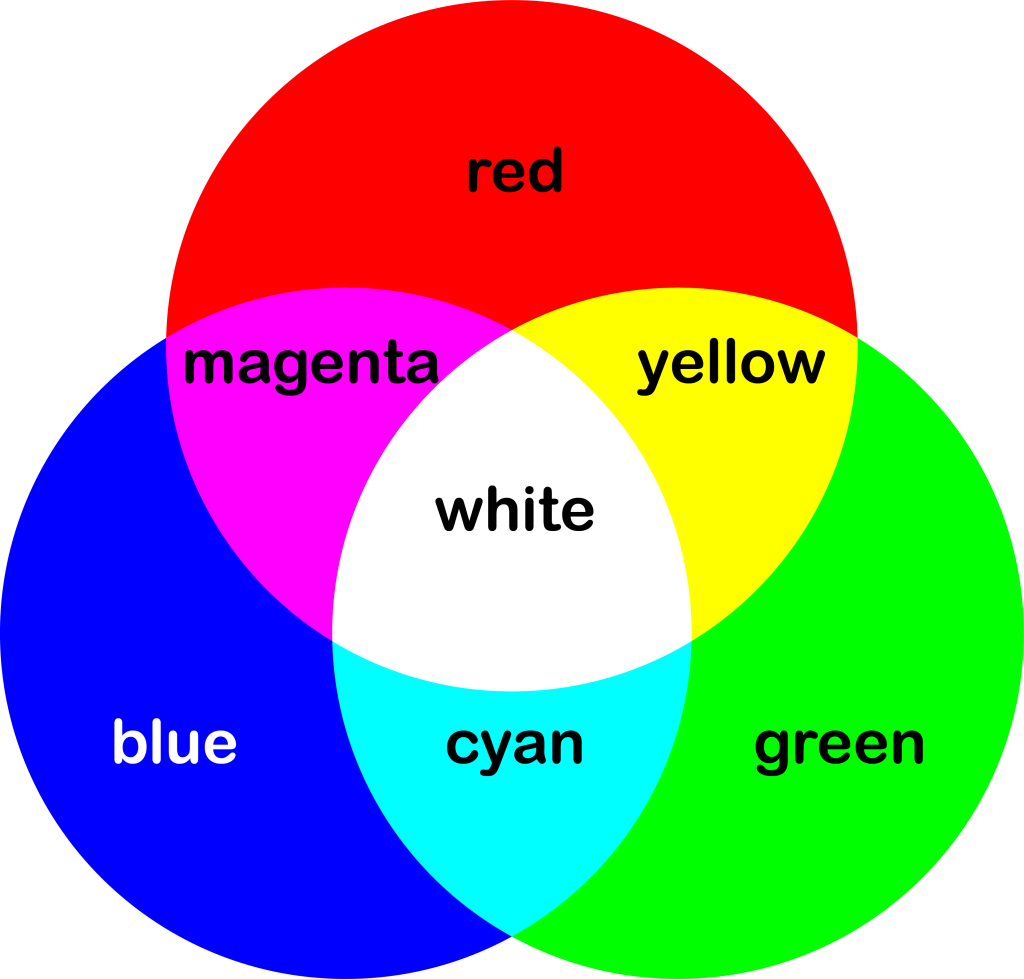 red
magenta
yellow
white
blue
cyan
green